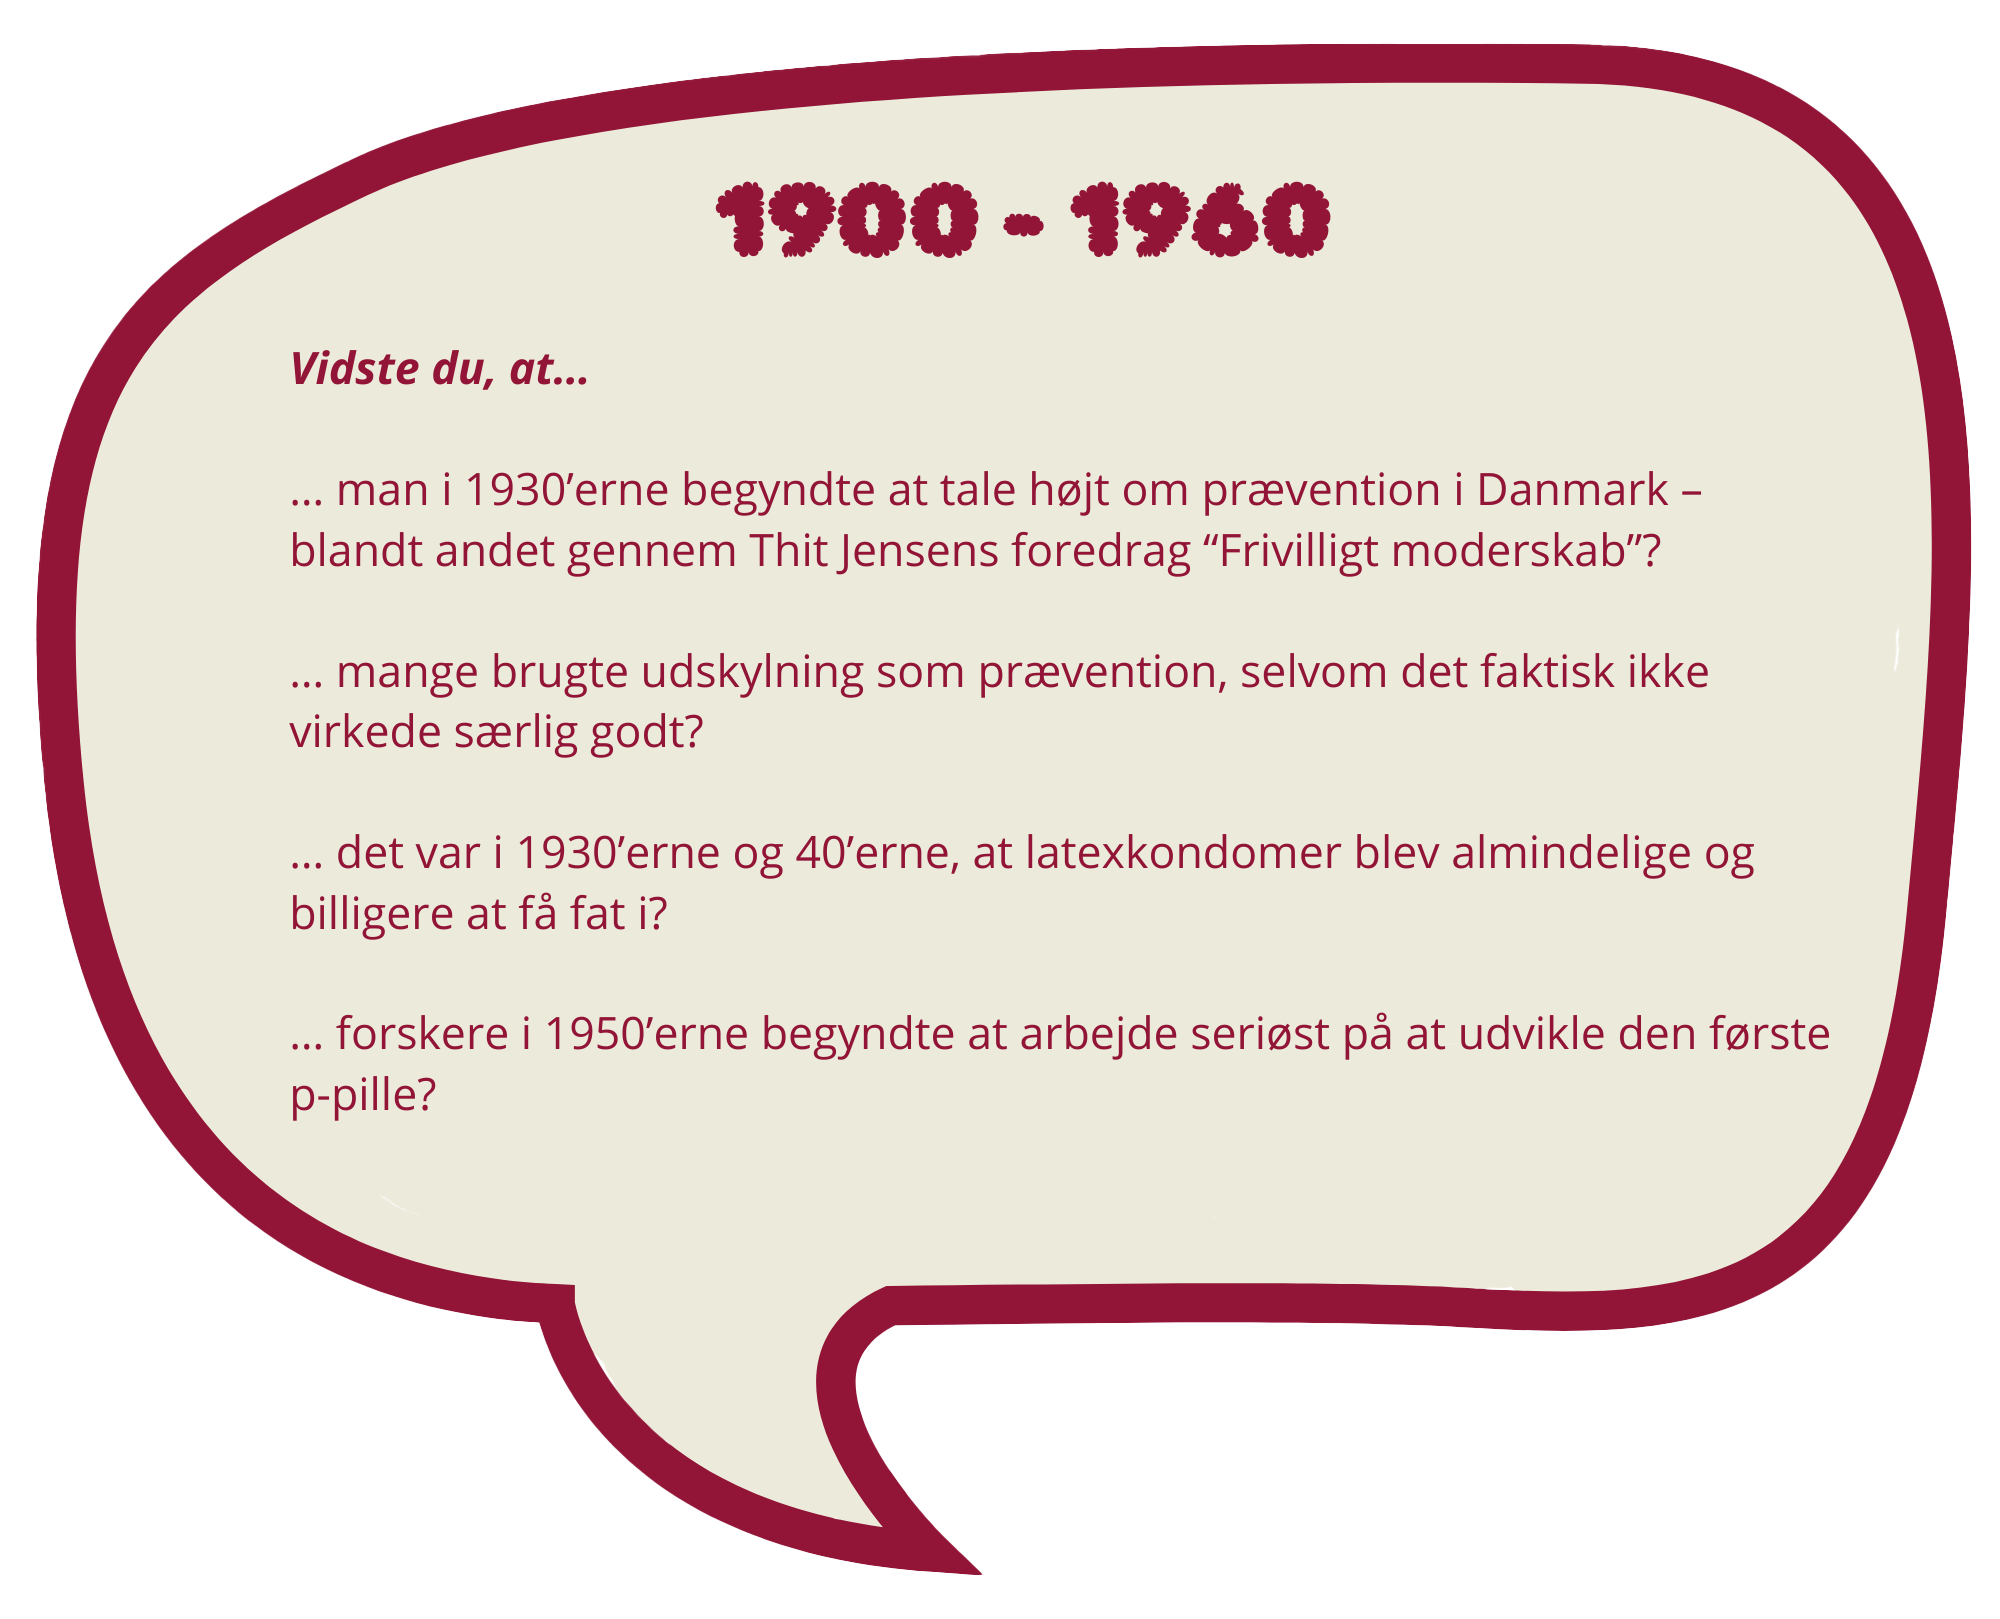 1900 - 1960
Vidste du, at...
... man i 1930’erne begyndte at tale højt om prævention i Danmark –
blandt andet gennem Thit Jensens foredrag “Frivilligt moderskab”?
... mange brugte udskylning som prævention, selvom det faktisk ikke
virkede særlig godt?
... det var i 1930’erne og 40’erne, at latexkondomer blev almindelige og
billigere at få fat i?
... forskere i 1950’erne begyndte at arbejde seriøst på at udvikle den første
p-pille?